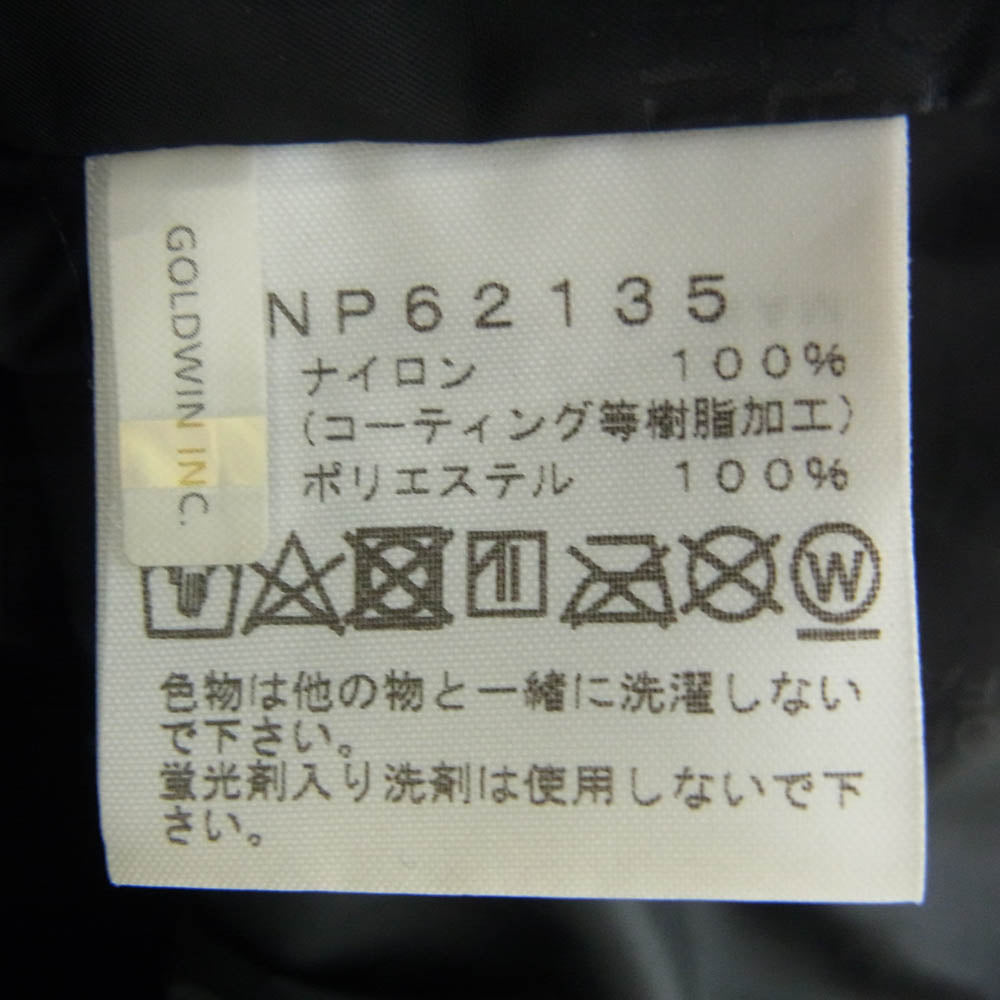 GOLDWIN INC.
NP62135
ナイロン 100%
(コーティング等樹脂加工)
ポリエステル 100%
W
色物は他の物と一緒に洗濯しない
で下さい。
蛍光剤入り洗剤は使用しないで下
さい。